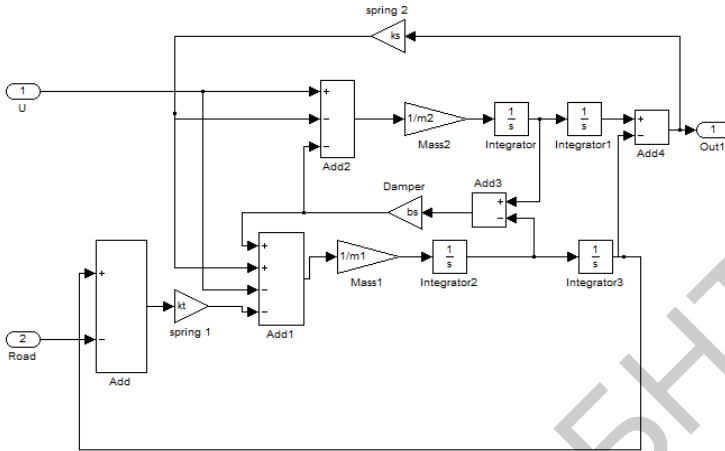 spring 2
ks
1
U
+
−
−
Add2
1/m2
Mass2
1
s
Integrator
1
s
Integrator1
+
−
Add4
1
Out1
Damper
bs
Add3
+
−
+
+
−
−
Add1
1/m1
Mass1
1
s
Integrator2
1
s
Integrator3
+
−
Add
kt
spring 1
2
Road
БНТ